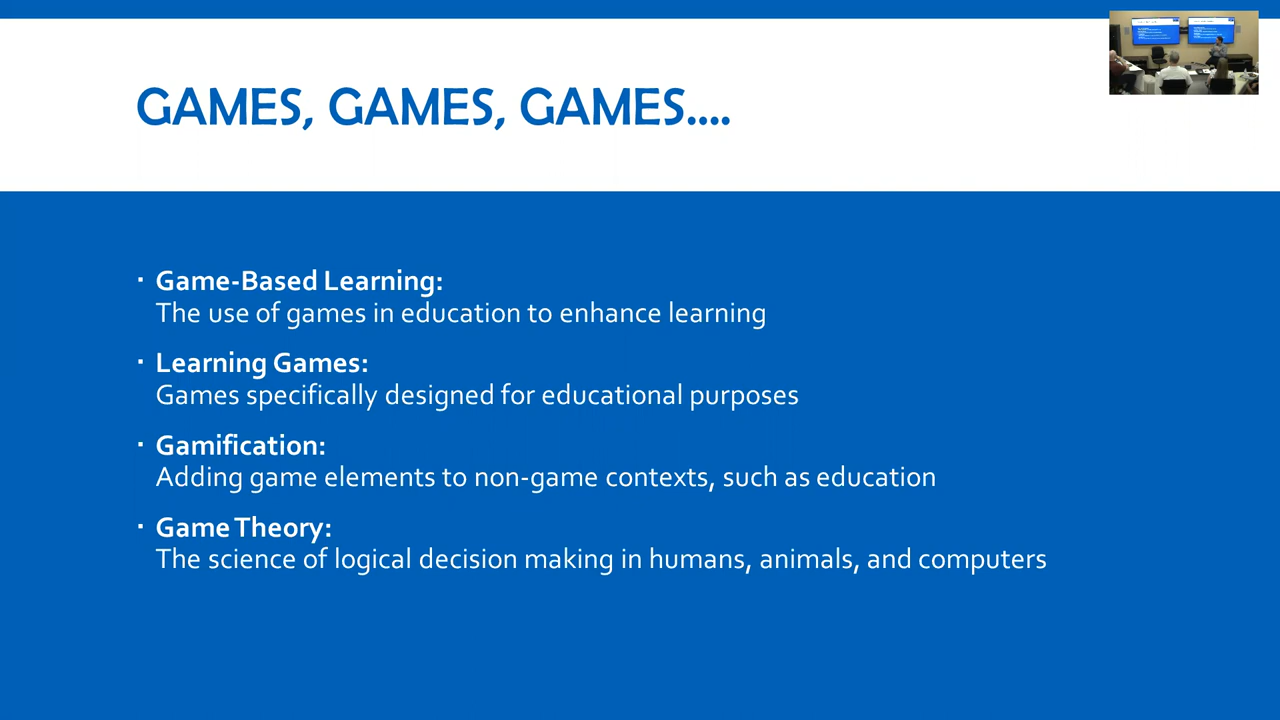 GAMES, GAMES, GAMES....
▪ Game-Based Learning:
The use of games in education to enhance learning
▪ Learning Games:
Games specifically designed for educational purposes
▪ Gamification:
Adding game elements to non-game contexts, such as education
▪ Game Theory:
The science of logical decision making in humans, animals, and computers